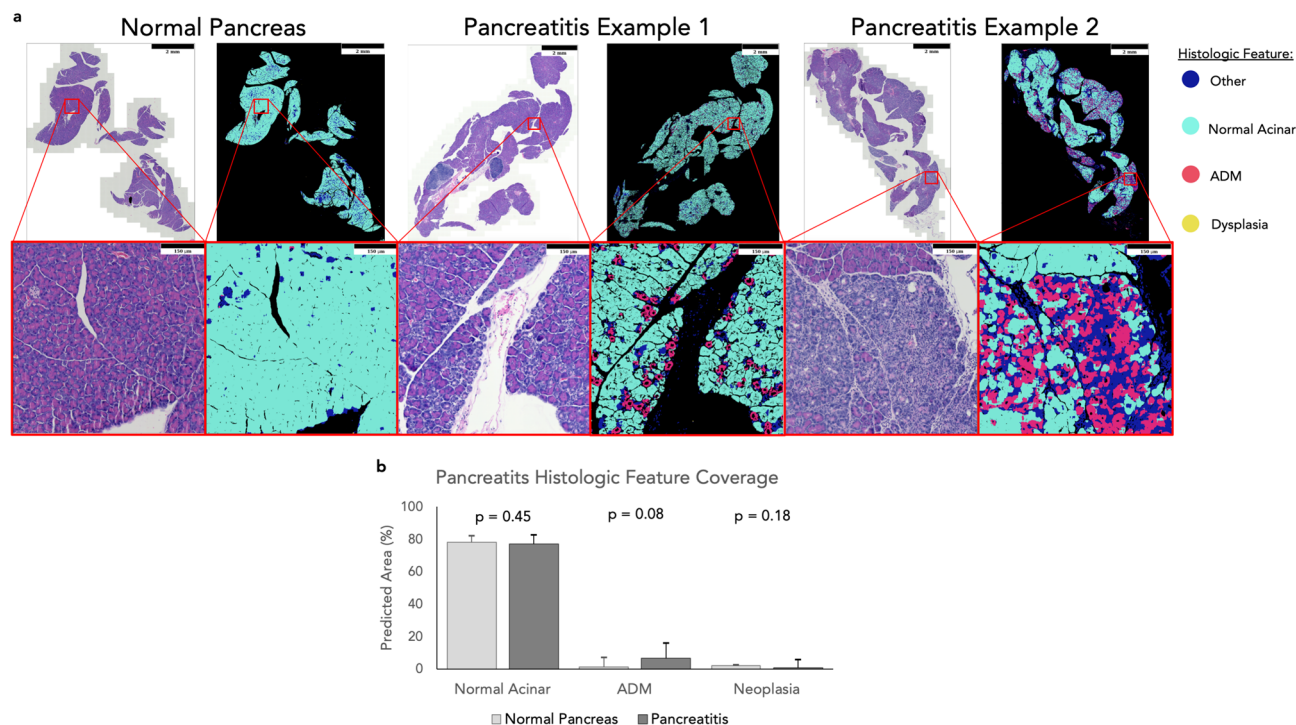 a
Normal Pancreas
Pancreatitis Example 1
Pancreatitis Example 2
2 mm
2 mm
2 mm
2 mm
2 mm
2 mm
Histologic Feature:
Other
Normal Acinar
ADM
Dysplasia
150 μm
150 μm
150 μm
150 μm
150 μm
150 μm
b
Pancreatits Histologic Feature Coverage
Predicted Area (%)
100
80
60
40
20
0
p = 0.45
p = 0.08
p = 0.18
Normal Acinar
ADM
Neoplasia
Normal Pancreas
Pancreatitis